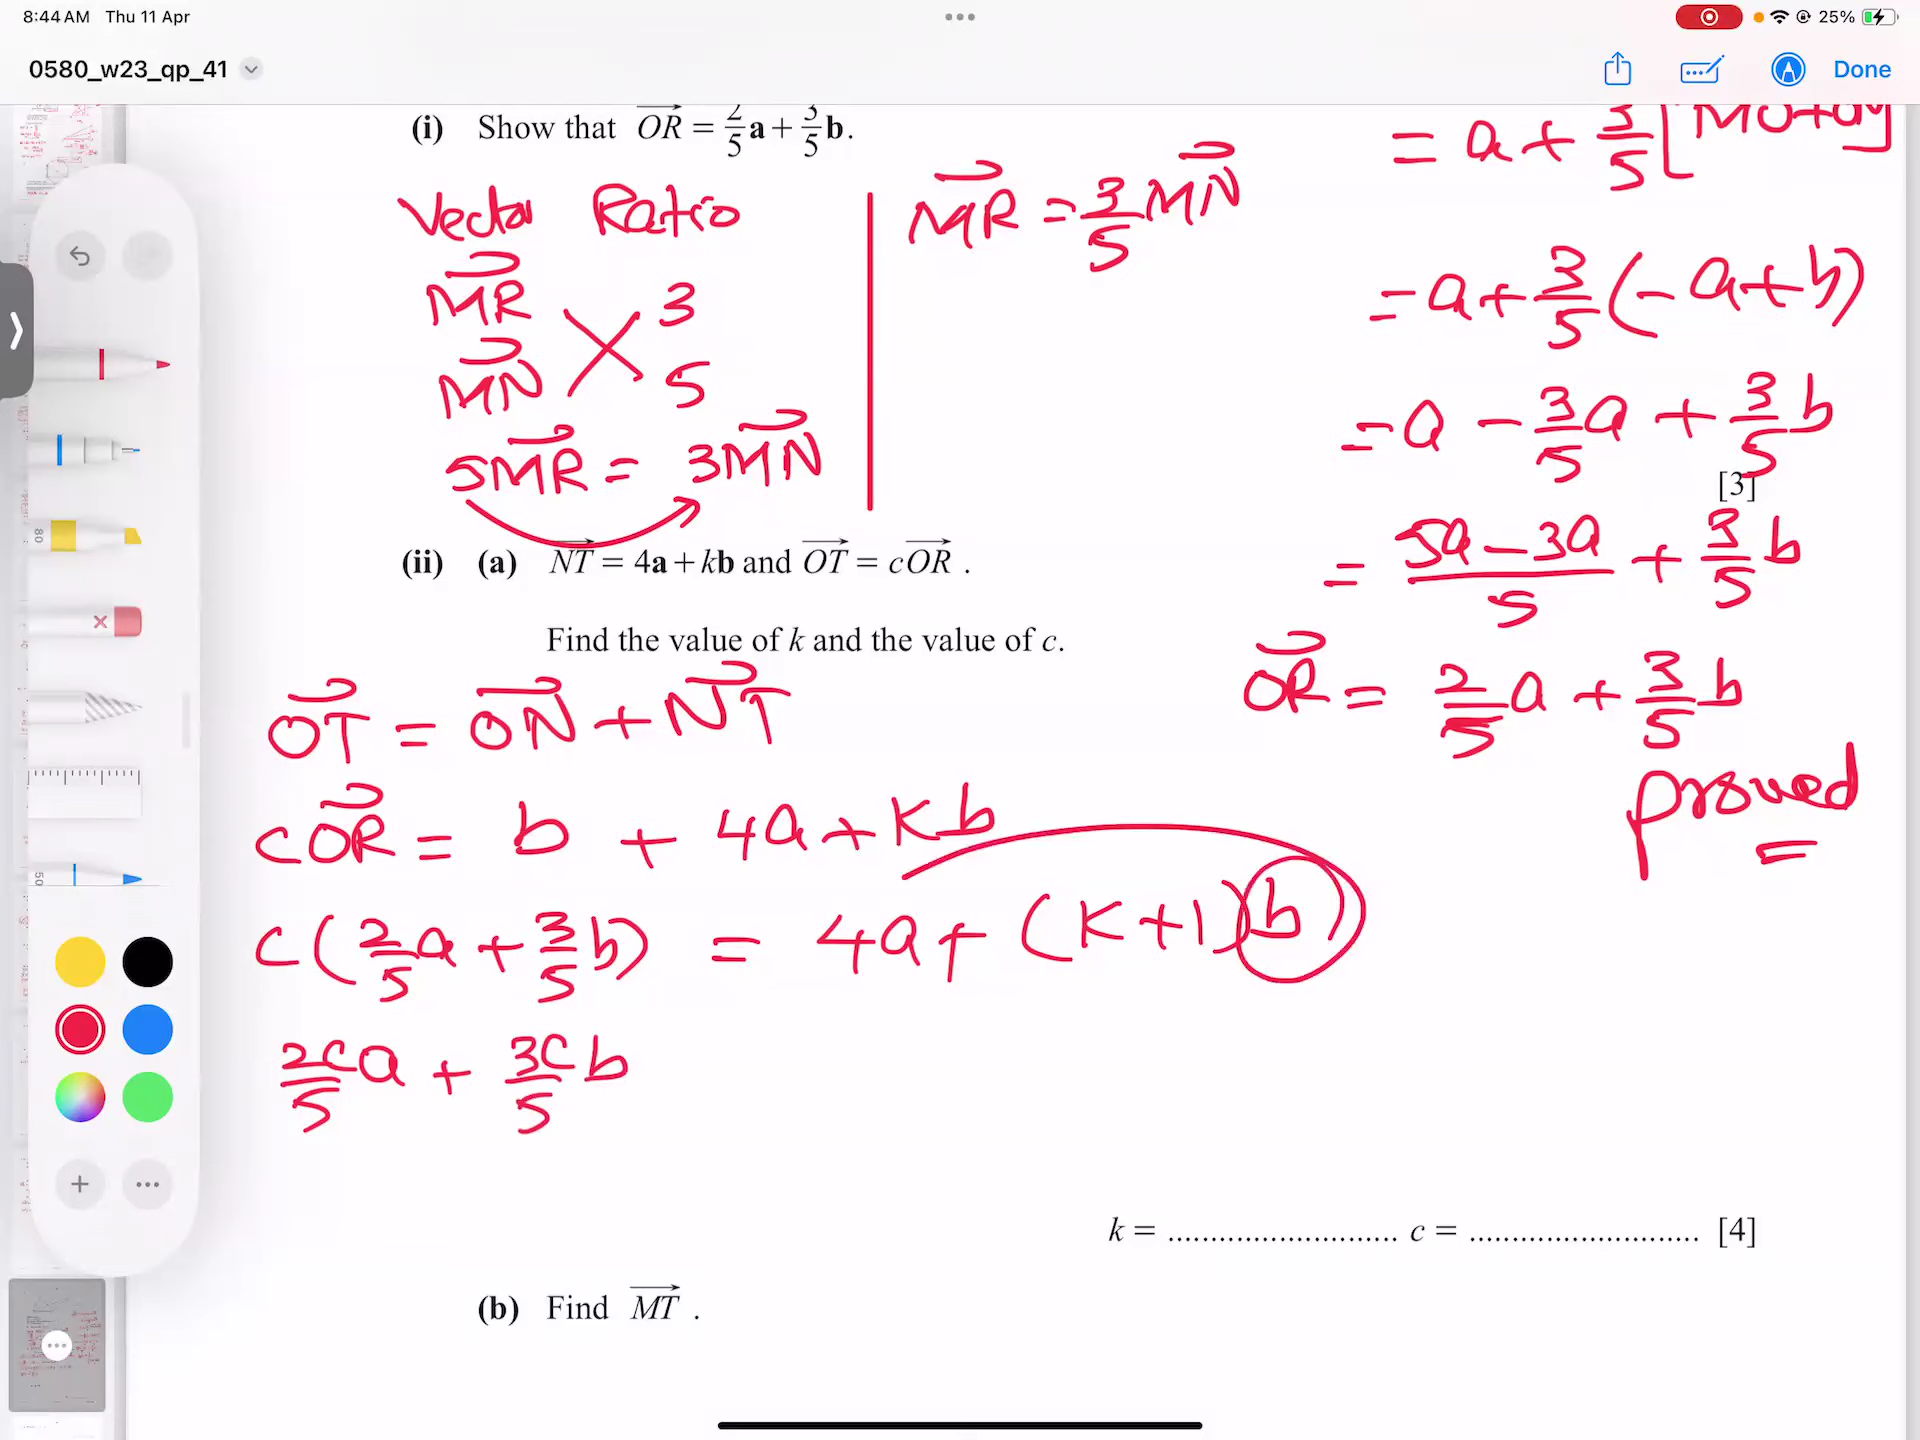 8:44 AM Thu 11 Apr
25%
0580_w23_qp_41
Done
(i) Show that OR = 2/5 a + 3/5 b.
Vector Ratio
MR 3
MN 5
5MR = 3MN
MR = 3/5 MN
= a + 3/5 [MO + ON]
= a + 3/5 (-a + b)
= a - 3/5 a + 3/5 b
[3]
= 5a - 3a / 5 + 3/5 b
OR = 2/5 a + 3/5 b
proved
(ii) (a) NT = 4a + kb and OT = cOR .
Find the value of k and the value of c.
OT = ON + NT
cOR = b + 4a + kb
c(2/5 a + 3/5 b) = 4a + (k+1)b
2c/5 a + 3c/5 b
k = ........................... c = ........................... [4]
(b) Find MT .
80
50